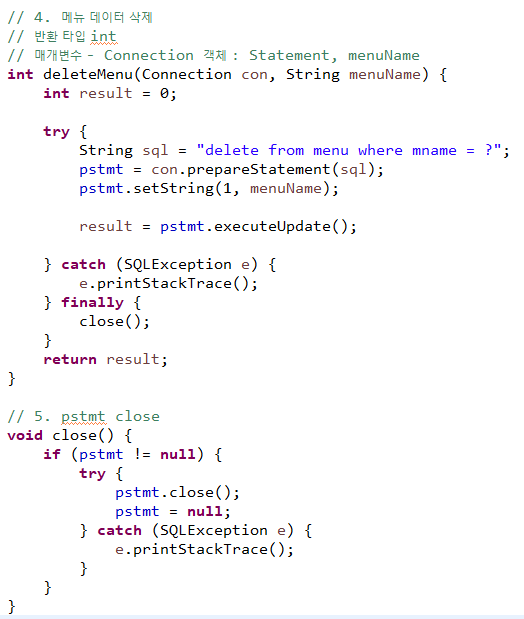 // 4. 메뉴 데이터 삭제
// 반환 타입 int
// 매개변수 - Connection 객체 : Statement, menuName
int deleteMenu(Connection con, String menuName) {
    int result = 0;

    try {
        String sql = "delete from menu where mname = ?";
        pstmt = con.prepareStatement(sql);
        pstmt.setString(1, menuName);

        result = pstmt.executeUpdate();

    } catch (SQLException e) {
        e.printStackTrace();
    } finally {
        close();
    }
    return result;
}

// 5. pstmt close
void close() {
    if (pstmt != null) {
        try {
            pstmt.close();
            pstmt = null;
        } catch (SQLException e) {
            e.printStackTrace();
        }
    }
}